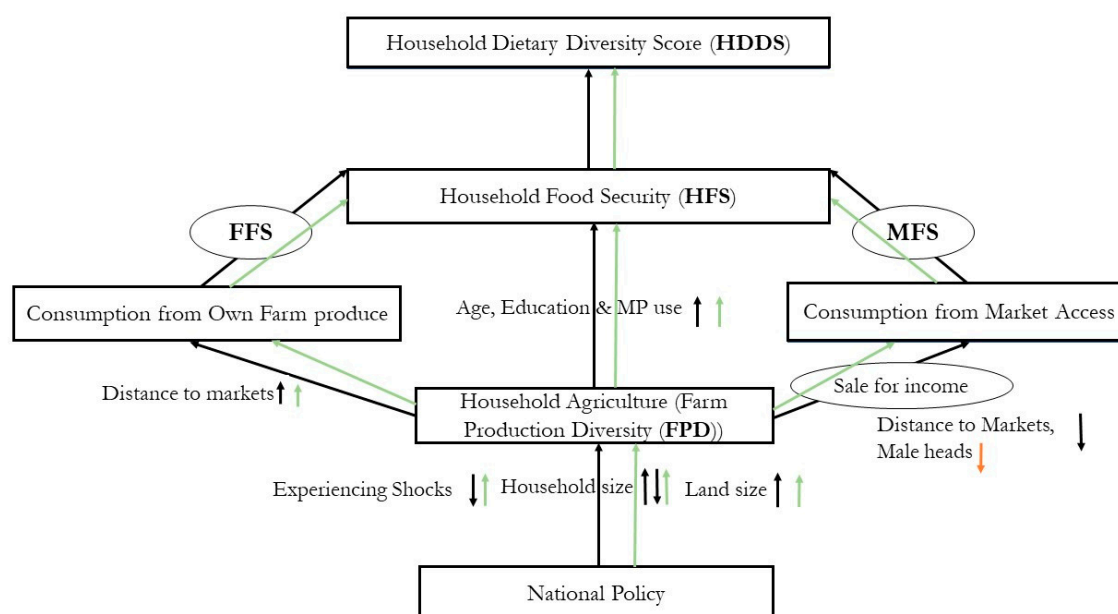 Household Dietary Diversity Score (HDDS)
Household Food Security (HFS)
FFS
MFS
Consumption from Own Farm produce
Age, Education & MP use
Consumption from Market Access
Distance to markets
Sale for income
Household Agriculture (Farm
Production Diversity (FPD))
Distance to Markets,
Male heads
Experiencing Shocks
Household size
Land size
National Policy